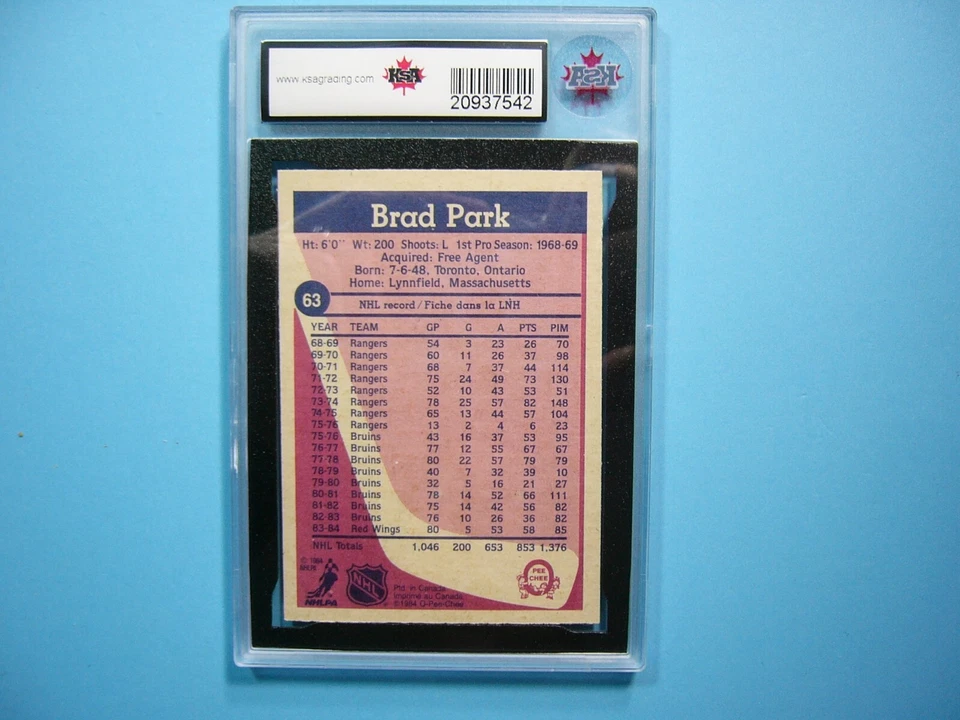 www.ksagrading.com KSA
20937542
KSA
Brad Park
Ht: 6'0" Wt: 200 Shoots: L 1st Pro Season: 1968-69
Acquired: Free Agent
Born: 7-6-48, Toronto, Ontario
Home: Lynnfield, Massachusetts
63 NHL record/Fiche dans la LNH
YEAR TEAM GP G A PTS PIM
68-69 Rangers 54 3 23 26 70
69-70 Rangers 60 11 26 37 98
70-71 Rangers 68 7 37 44 114
71-72 Rangers 75 24 49 73 130
72-73 Rangers 52 10 43 53 51
73-74 Rangers 78 25 57 82 148
74-75 Rangers 65 13 44 57 104
75-76 Rangers 13 2 4 6 23
75-76 Bruins 43 16 37 53 95
76-77 Bruins 77 12 55 67 67
77-78 Bruins 80 22 57 79 79
78-79 Bruins 40 7 32 39 10
79-80 Bruins 32 5 16 21 27
80-81 Bruins 78 14 52 66 111
81-82 Bruins 75 14 42 56 82
82-83 Bruins 76 10 26 36 82
83-84 Red Wings 80 5 53 58 85
NHL Totals 1,046 200 653 853 1,376
© 1984
NHLPA
NHL
Ptd. in Canada
Imprimé au Canada
©1984 O-Pee-Chee
PEE
CHEE